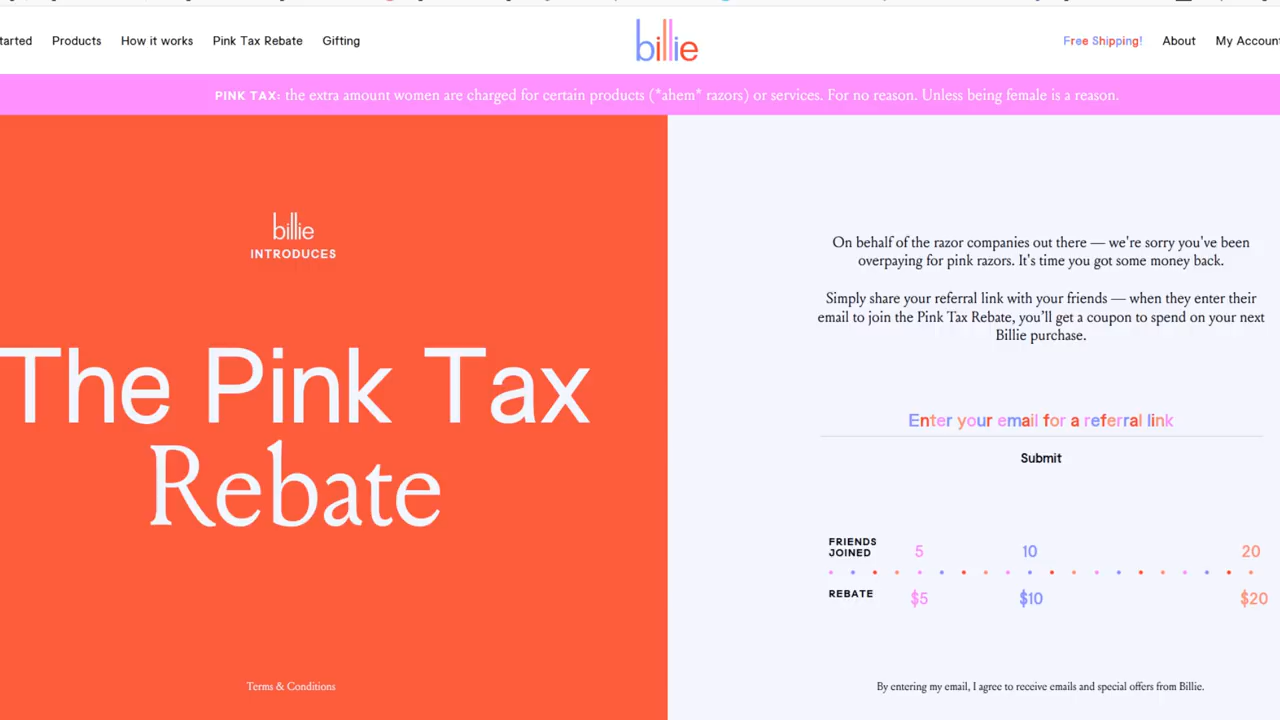 tarted Products How it works Pink Tax Rebate Gifting billie Free Shipping! About My Accoun
PINK TAX: the extra amount women are charged for certain products (*ahem* razors) or services. For no reason. Unless being female is a reason.
billie
INTRODUCES
The Pink Tax
Rebate
Terms & Conditions
On behalf of the razor companies out there — we're sorry you've been
overpaying for pink razors. It's time you got some money back.
Simply share your referral link with your friends — when they enter their
email to join the Pink Tax Rebate, you'll get a coupon to spend on your next
Billie purchase.
Enter your email for a referral link
Submit
FRIENDS
JOINED 5 10 20
REBATE $5 $10 $20
By entering my email, I agree to receive emails and special offers from Billie.